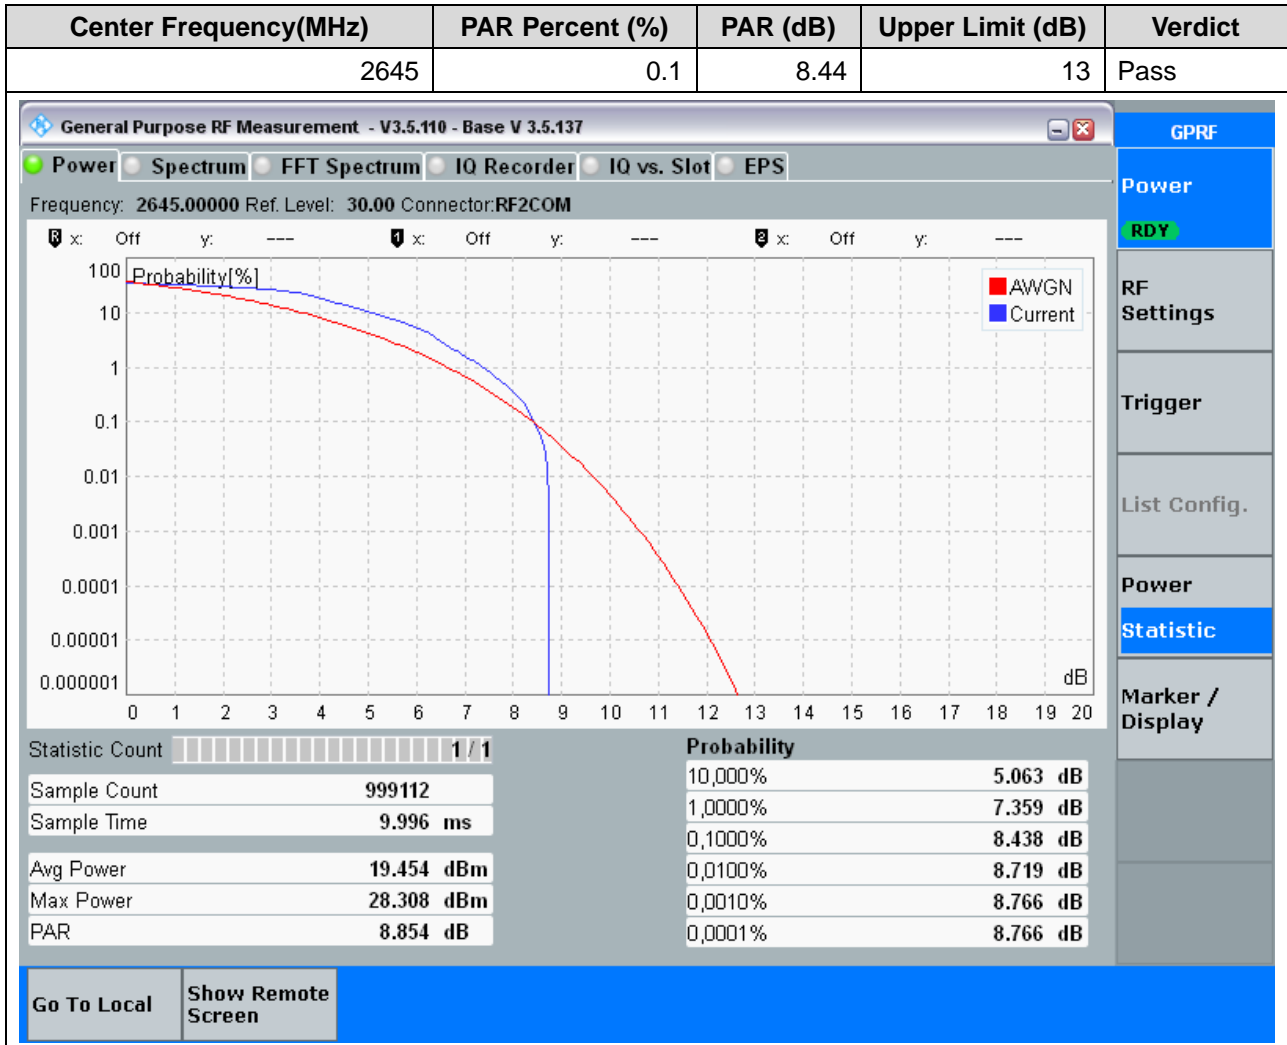 Center Frequency(MHz) PAR Percent (%) PAR (dB) Upper Limit (dB) Verdict
2645 0.1 8.44 13 Pass
General Purpose RF Measurement - V3.5.110 - Base V 3.5.137
GPRF
Power Spectrum FFT Spectrum IQ Recorder IQ vs. Slot EPS
Power
RDY
Frequency: 2645.00000 Ref. Level: 30.00 Connector:RF2COM
R x: Off y: --- 1 x: Off y: --- 2 x: Off y: ---
Probability[%]
AWGN
Current
100
10
1
0.1
0.01
0.001
0.0001
0.00001
0.000001
dB
0 1 2 3 4 5 6 7 8 9 10 11 12 13 14 15 16 17 18 19 20
RF
Settings
Trigger
List Config.
Power
Statistic
Marker /
Display
Statistic Count 1 / 1
Sample Count 999112
Sample Time 9.996 ms
Avg Power 19.454 dBm
Max Power 28.308 dBm
PAR 8.854 dB
Probability
10,000% 5.063 dB
1,0000% 7.359 dB
0,1000% 8.438 dB
0,0100% 8.719 dB
0,0010% 8.766 dB
0,0001% 8.766 dB
Go To Local
Show Remote
Screen